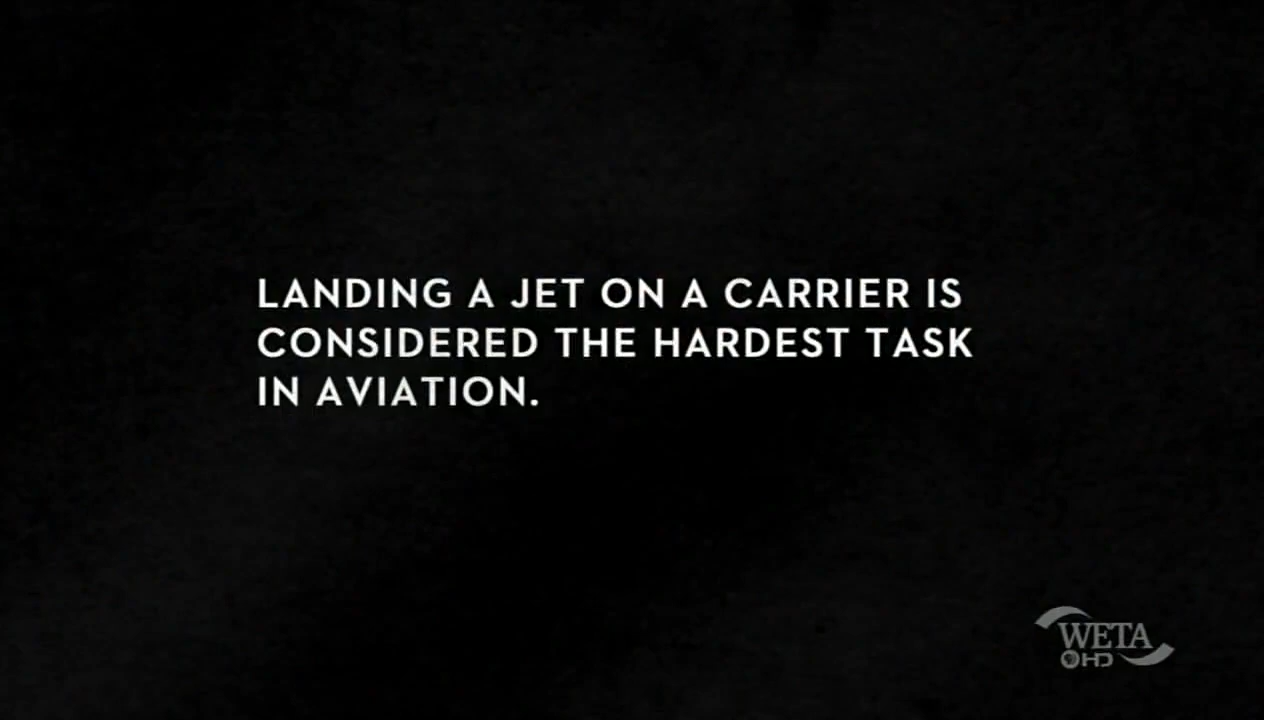 LANDING A JET ON A CARRIER IS
CONSIDERED THE HARDEST TASK
IN AVIATION.
WETA
HD